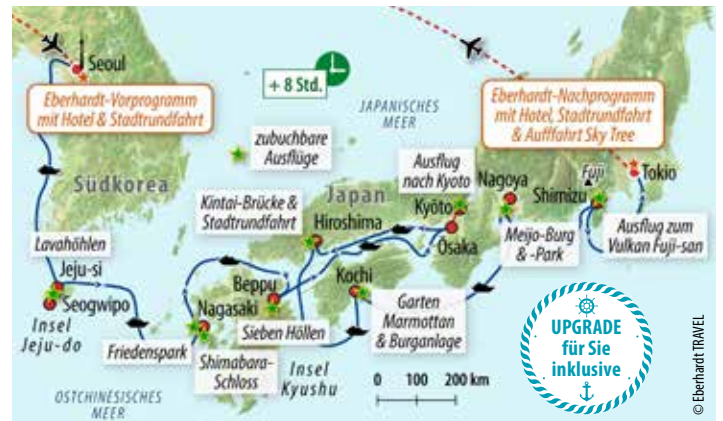 Seoul
Eberhardt-Vorprogramm
mit Hotel & Stadtrundfahrt
+ 8 Std.
JAPANISCHES
MEER
Eberhardt-Nachprogramm
mit Hotel, Stadtrundfahrt
& Aufffahrt Sky Tree
zubuchbare
Ausflüge
Südkorea
Kintai-Brücke &
Stadtrundfahrt
Japan
Ausflug
nach Kyoto
Nagoya
Fuji
Tokio
Shimizu
Hiroshima
Kyōto
Ōsaka
Meijo-Burg
& -Park
Ausflug zum
Vulkan Fuji-san
Lavahöhlen
Jeju-si
Seogwipo
Insel
Jeju-do
Beppu
Nagasaki
Kochi
Sieben Höllen
Garten
Marmottan
& Burganlage
Friedenspark
Shimabara-
Schloss
Insel
Kyushu
OSTCHINESISCHES
MEER
0 100 200 km
UPGRADE
für Sie
inklusive
© Eberhardt TRAVEL